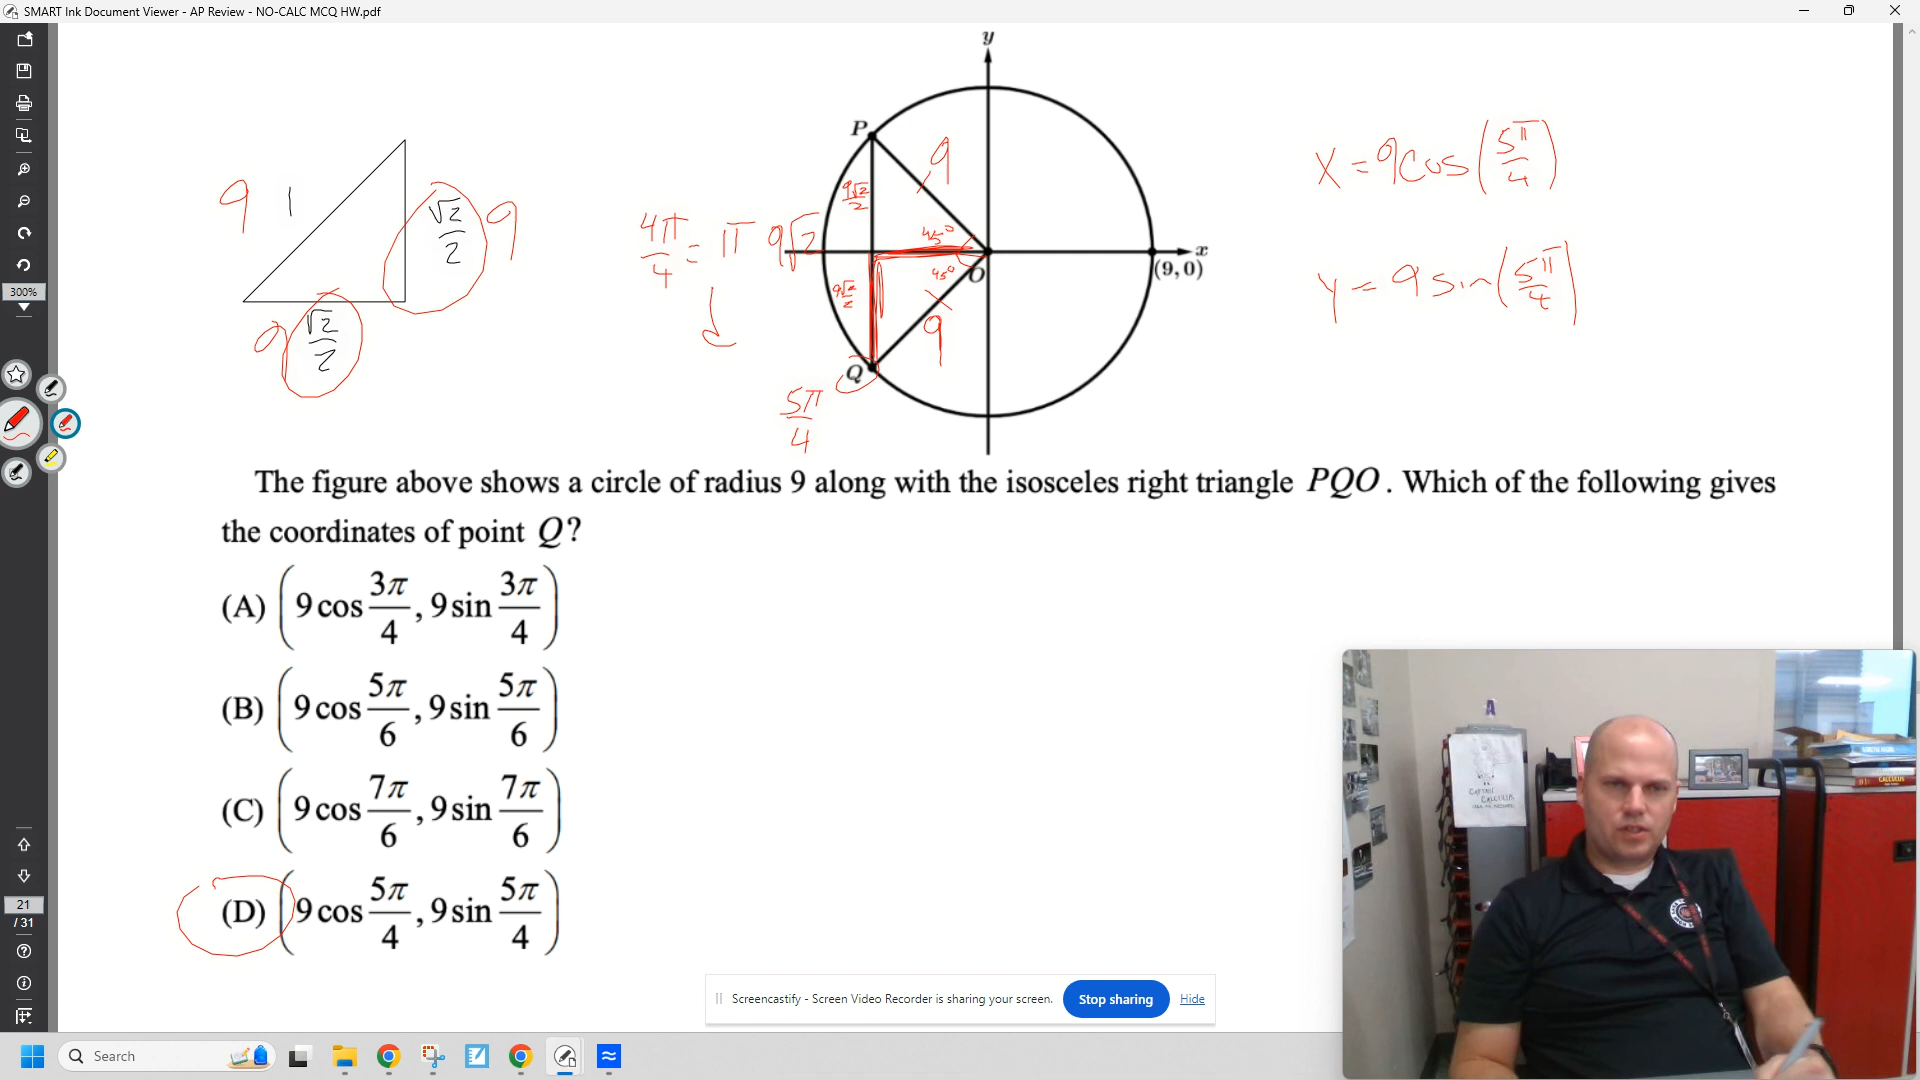 SMART Ink Document Viewer - AP Review - NO-CALC MCQ HW.pdf
y
P
9
9√2/2
45°
4π/4 = π
9√2
x
O
(9, 0)
45°
9√2/2
9
Q
5π/4
9
1
√2/2
9
9
√2/2
X = 9cos(5π/4)
y = 9 sin(5π/4)
300%
The figure above shows a circle of radius 9 along with the isosceles right triangle PQO. Which of the following gives
the coordinates of point Q?
(A) (9 cos 3π/4, 9 sin 3π/4)
(B) (9 cos 5π/6, 9 sin 5π/6)
(C) (9 cos 7π/6, 9 sin 7π/6)
(D) (9 cos 5π/4, 9 sin 5π/4)
21
/ 31
A
CAPTAIN
CALCULUS
CALCULUS
Screencastify - Screen Video Recorder is sharing your screen.
Stop sharing
Hide
Search